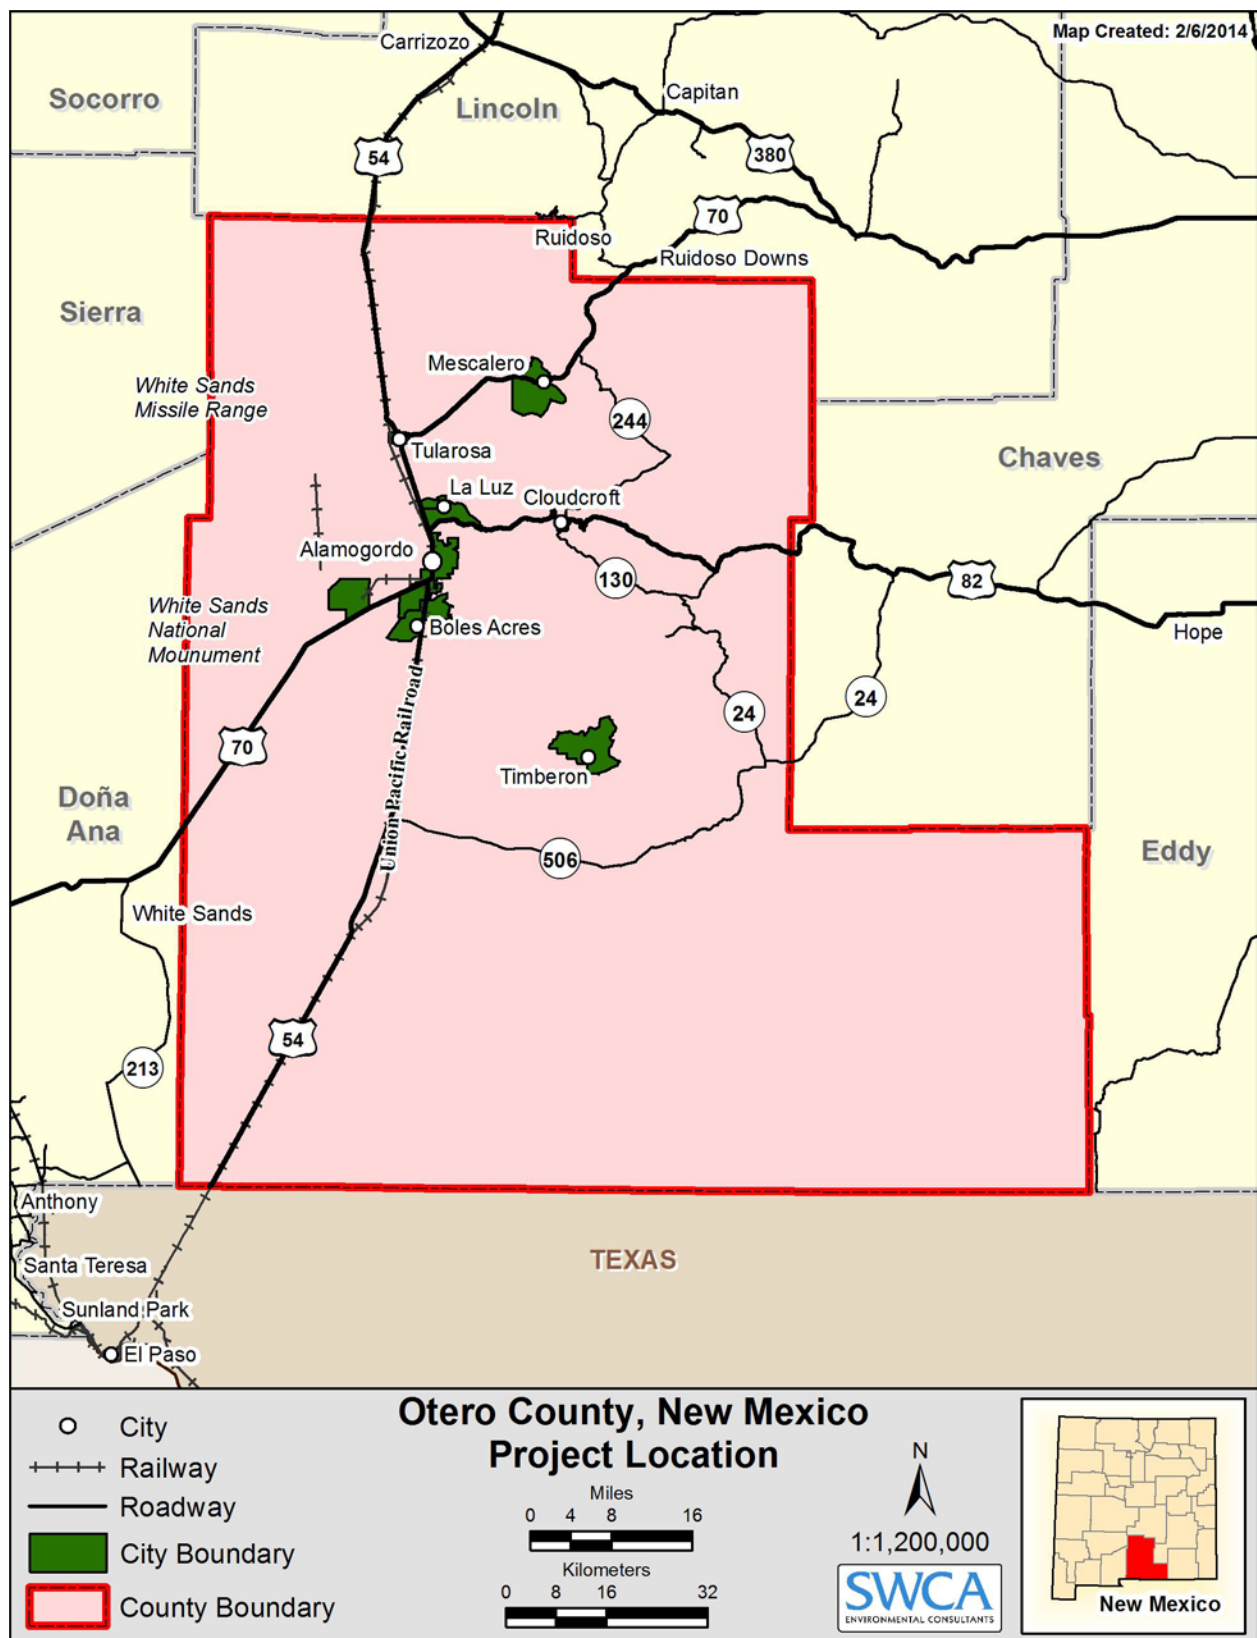 Map Created: 2/6/2014
Carrizozo
Socorro
Lincoln
Capitan
54
380
70
Ruidoso
Ruidoso Downs
Sierra
Mescalero
White Sands
Missile Range
244
Tularosa
Chaves
La Luz
Cloudcroft
Alamogordo
130
82
White Sands
National
Mounument
Boles Acres
Hope
24
24
70
Union Pacific Railroad
Timberon
Doña
Ana
506
Eddy
White Sands
54
213
Anthony
TEXAS
Santa Teresa
Sunland Park
El Paso
City
Railway
Roadway
City Boundary
County Boundary
Otero County, New Mexico
Project Location
Miles
0 4 8 16
Kilometers
0 8 16 32
N
1:1,200,000
SWCA
ENVIRONMENTAL CONSULTANTS
New Mexico